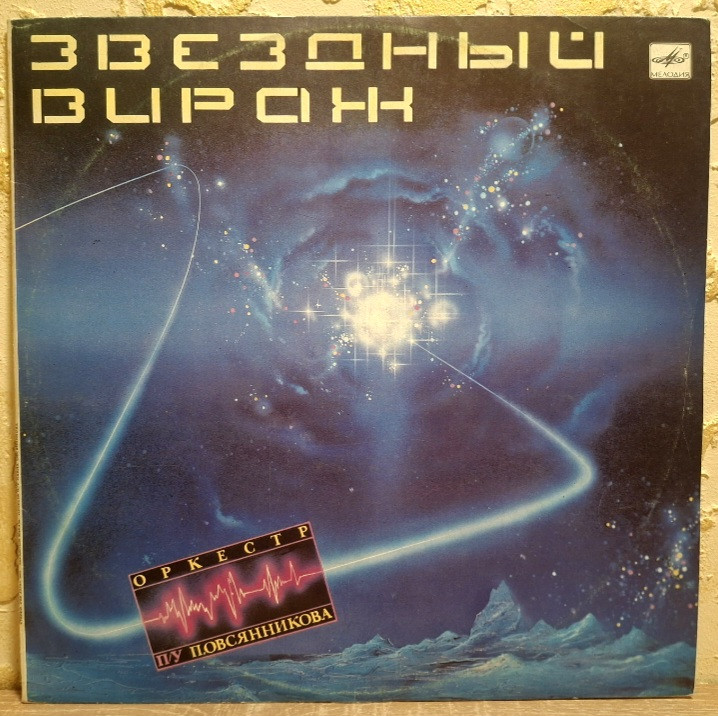 ЗВЕЗДНЫЙ
ВИРАЖ
МЕЛОДИЯ
ОРКЕСТР
П/У П.ОВСЯННИКОВА